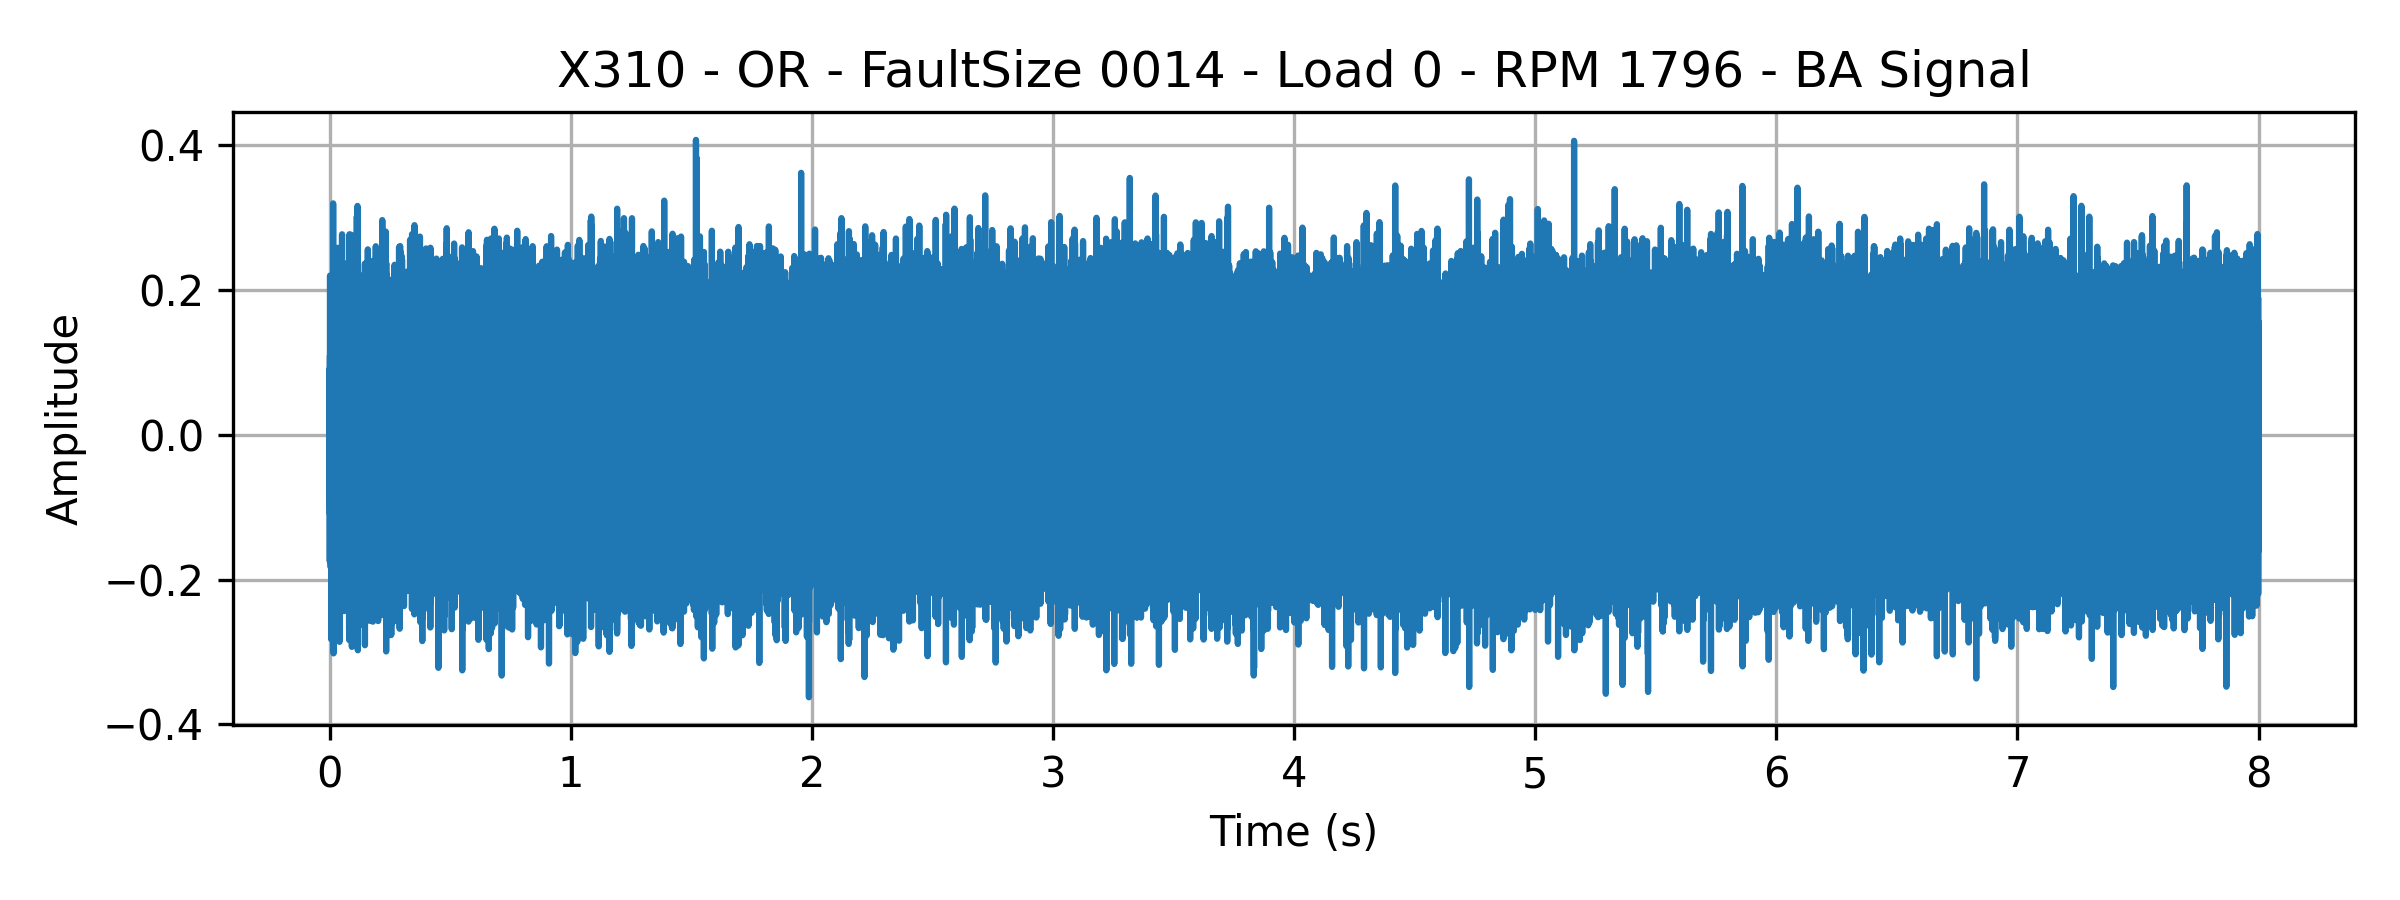 X310 - OR - FaultSize 0014 - Load 0 - RPM 1796 - BA Signal
0.4
0.2
0.0
−0.2
−0.4
Amplitude
0 1 2 3 4 5 6 7 8
Time (s)